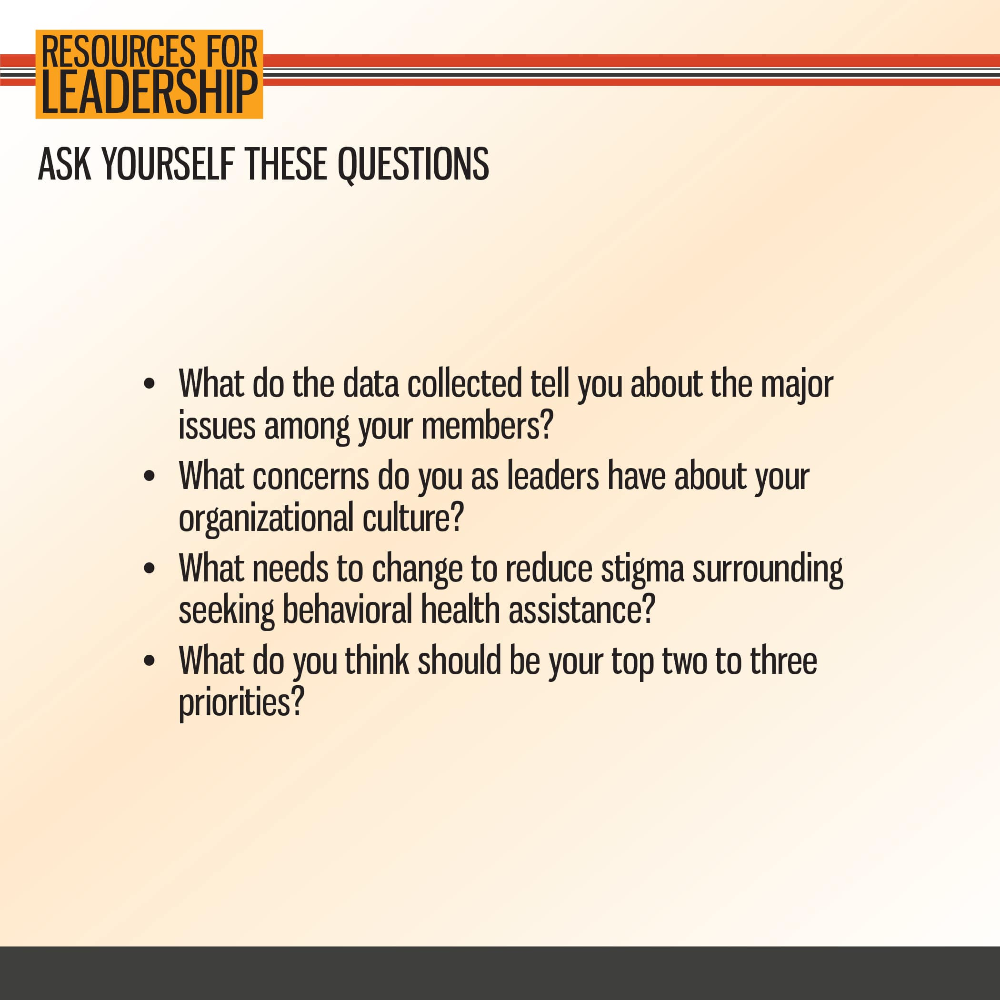 RESOURCES FOR
LEADERSHIP
ASK YOURSELF THESE QUESTIONS
• What do the data collected tell you about the major
issues among your members?
• What concerns do you as leaders have about your
organizational culture?
• What needs to change to reduce stigma surrounding
seeking behavioral health assistance?
• What do you think should be your top two to three
priorities?